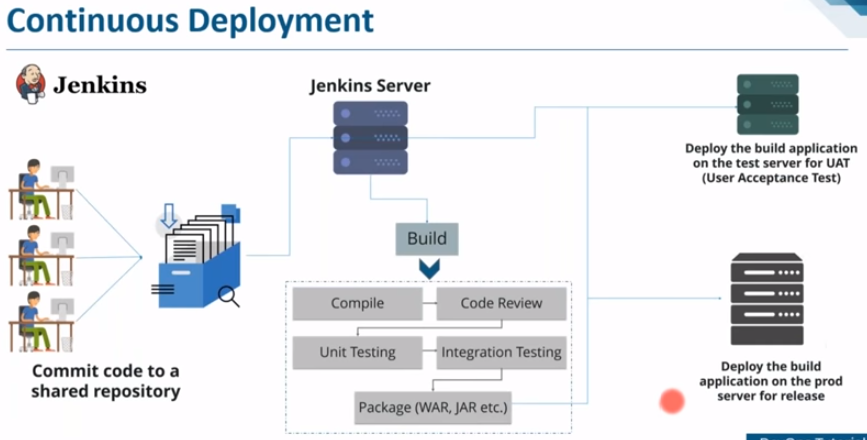 Continuous Deployment
Jenkins
Jenkins Server
Deploy the build application
on the test server for UAT
(User Acceptance Test)
Build
Compile
Code Review
Unit Testing
Integration Testing
Package (WAR, JAR etc.)
Commit code to a
shared repository
Deploy the build
application on the prod
server for release